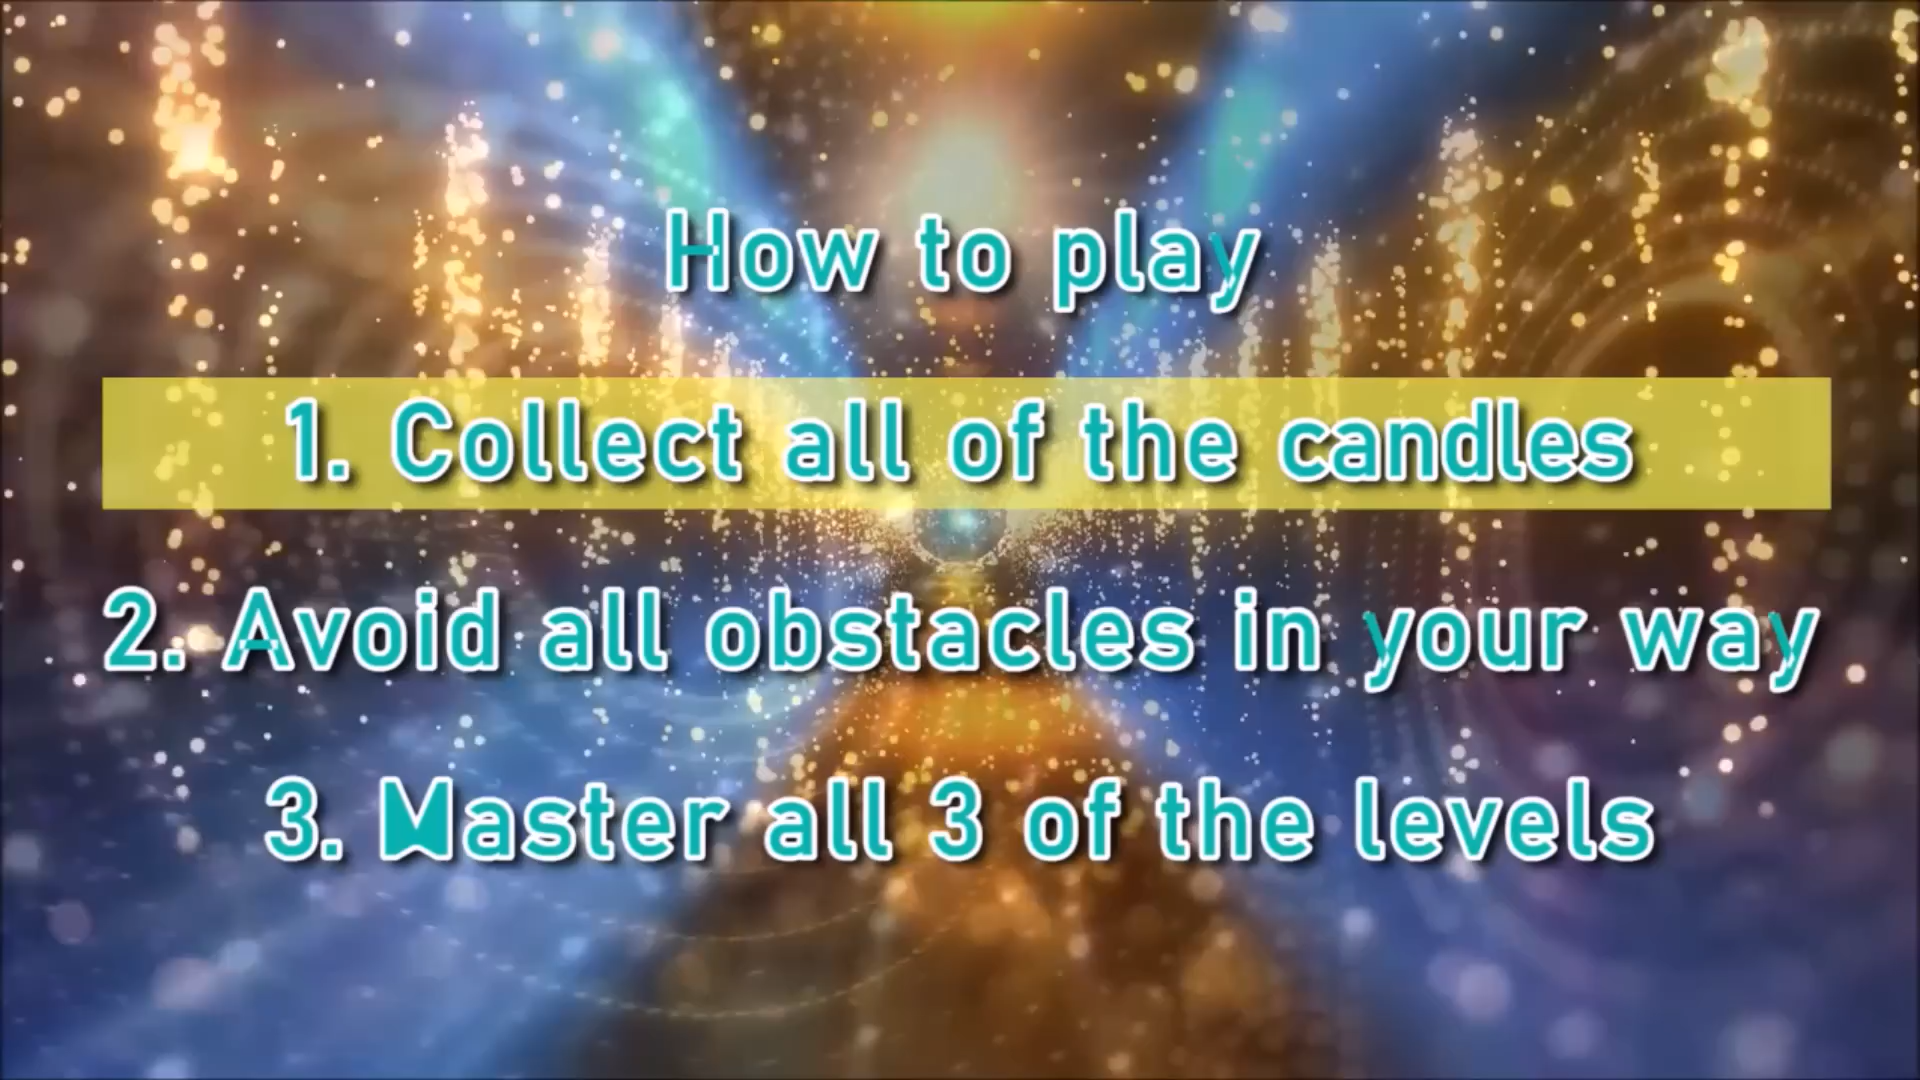 How to play
1. Collect all of the candles
2. Avoid all obstacles in your way
3. Master all 3 of the levels